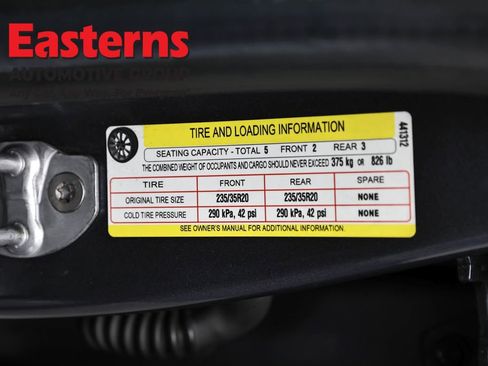 Easterns
AUTOMOTIVE GROUP
TIRE AND LOADING INFORMATION
SEATING CAPACITY - TOTAL 5 FRONT 2 REAR 3
THE COMBINED WEIGHT OF OCCUPANTS AND CARGO SHOULD NEVER EXCEED 375 kg OR 826 lb
TIRE FRONT REAR SPARE
ORIGINAL TIRE SIZE 235/35R20 235/35R20 NONE
COLD TIRE PRESSURE 290 kPa, 42 psi 290 kPa, 42 psi NONE
SEE OWNER'S MANUAL FOR ADDITIONAL INFORMATION.
441312